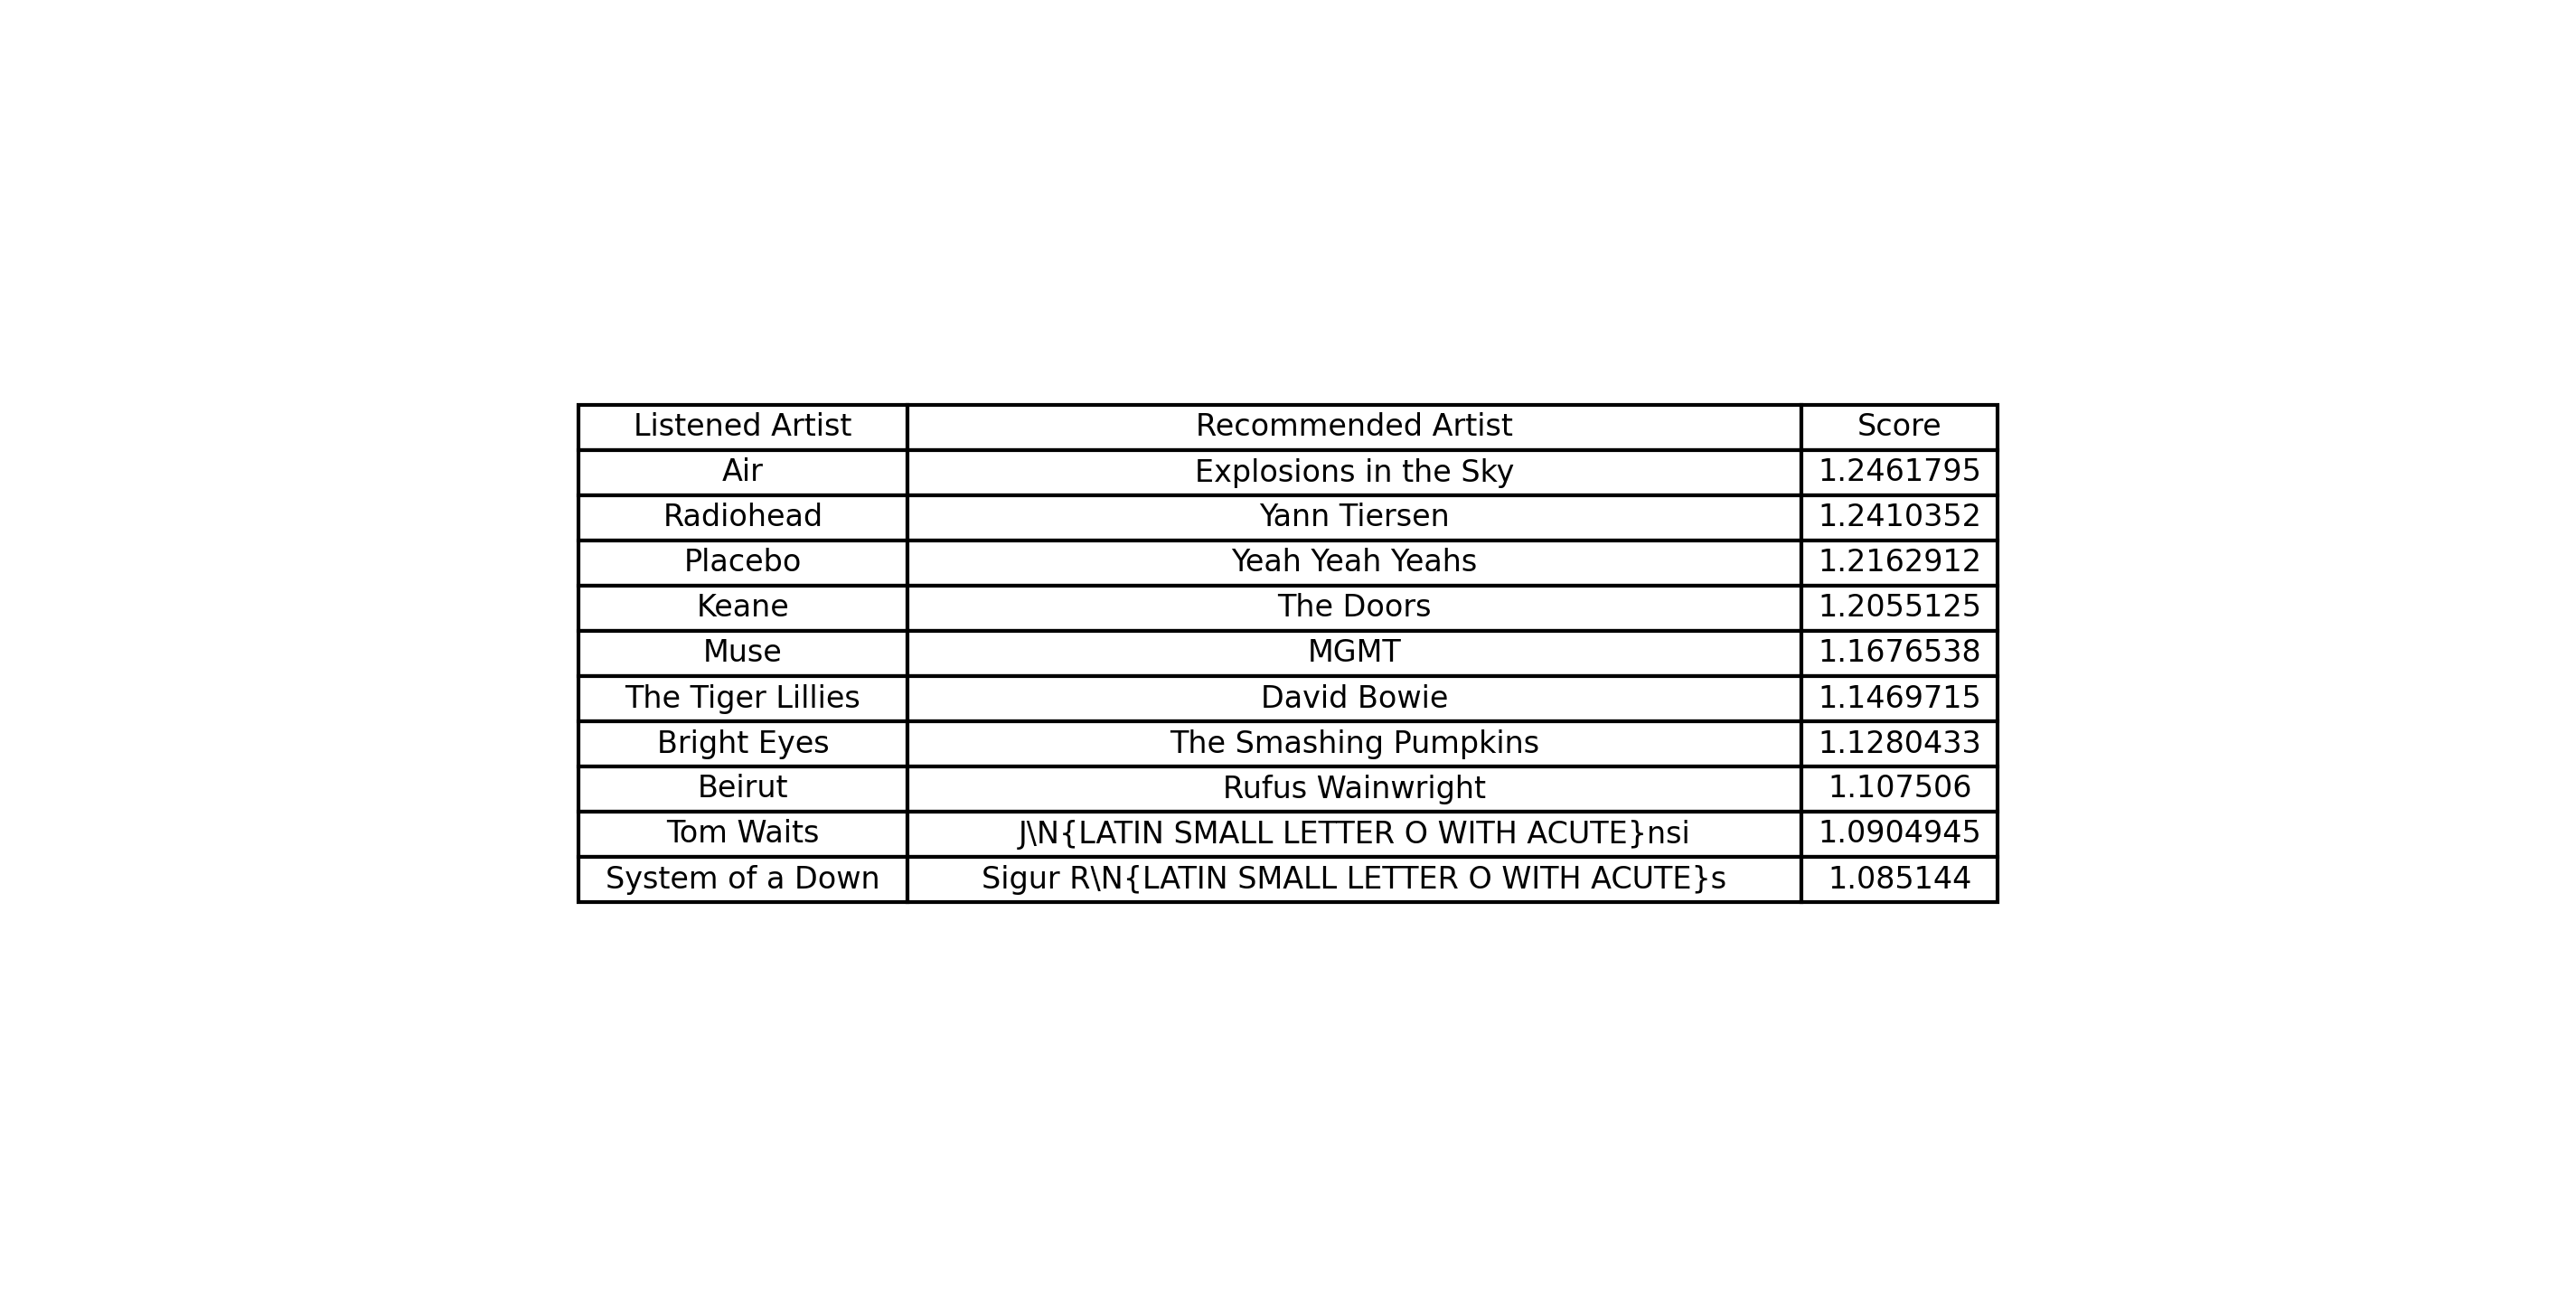 Listened Artist Recommended Artist Score
Air Explosions in the Sky 1.2461795
Radiohead Yann Tiersen 1.2410352
Placebo Yeah Yeah Yeahs 1.2162912
Keane The Doors 1.2055125
Muse MGMT 1.1676538
The Tiger Lillies David Bowie 1.1469715
Bright Eyes The Smashing Pumpkins 1.1280433
Beirut Rufus Wainwright 1.107506
Tom Waits J\N{LATIN SMALL LETTER O WITH ACUTE}nsi 1.0904945
System of a Down Sigur R\N{LATIN SMALL LETTER O WITH ACUTE}s 1.085144